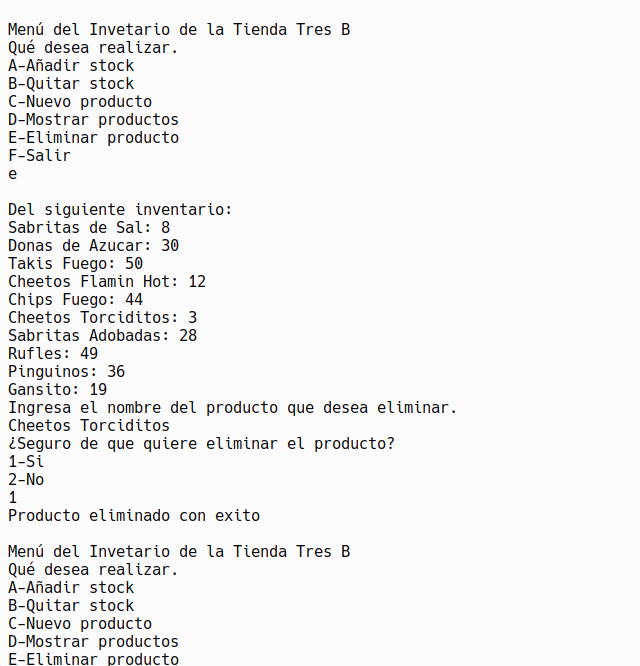 Menú del Invetario de la Tienda Tres B
Qué desea realizar.
A-Añadir stock
B-Quitar stock
C-Nuevo producto
D-Mostrar productos
E-Eliminar producto
F-Salir
e
Del siguiente inventario:
Sabritas de Sal: 8
Donas de Azucar: 30
Takis Fuego: 50
Cheetos Flamin Hot: 12
Chips Fuego: 44
Cheetos Torciditos: 3
Sabritas Adobadas: 28
Rufles: 49
Pinguinos: 36
Gansito: 19
Ingresa el nombre del producto que desea eliminar.
Cheetos Torciditos
¿Seguro de que quiere eliminar el producto?
1-Si
2-No
1
Producto eliminado con exito
Menú del Invetario de la Tienda Tres B
Qué desea realizar.
A-Añadir stock
B-Quitar stock
C-Nuevo producto
D-Mostrar productos
E-Eliminar producto